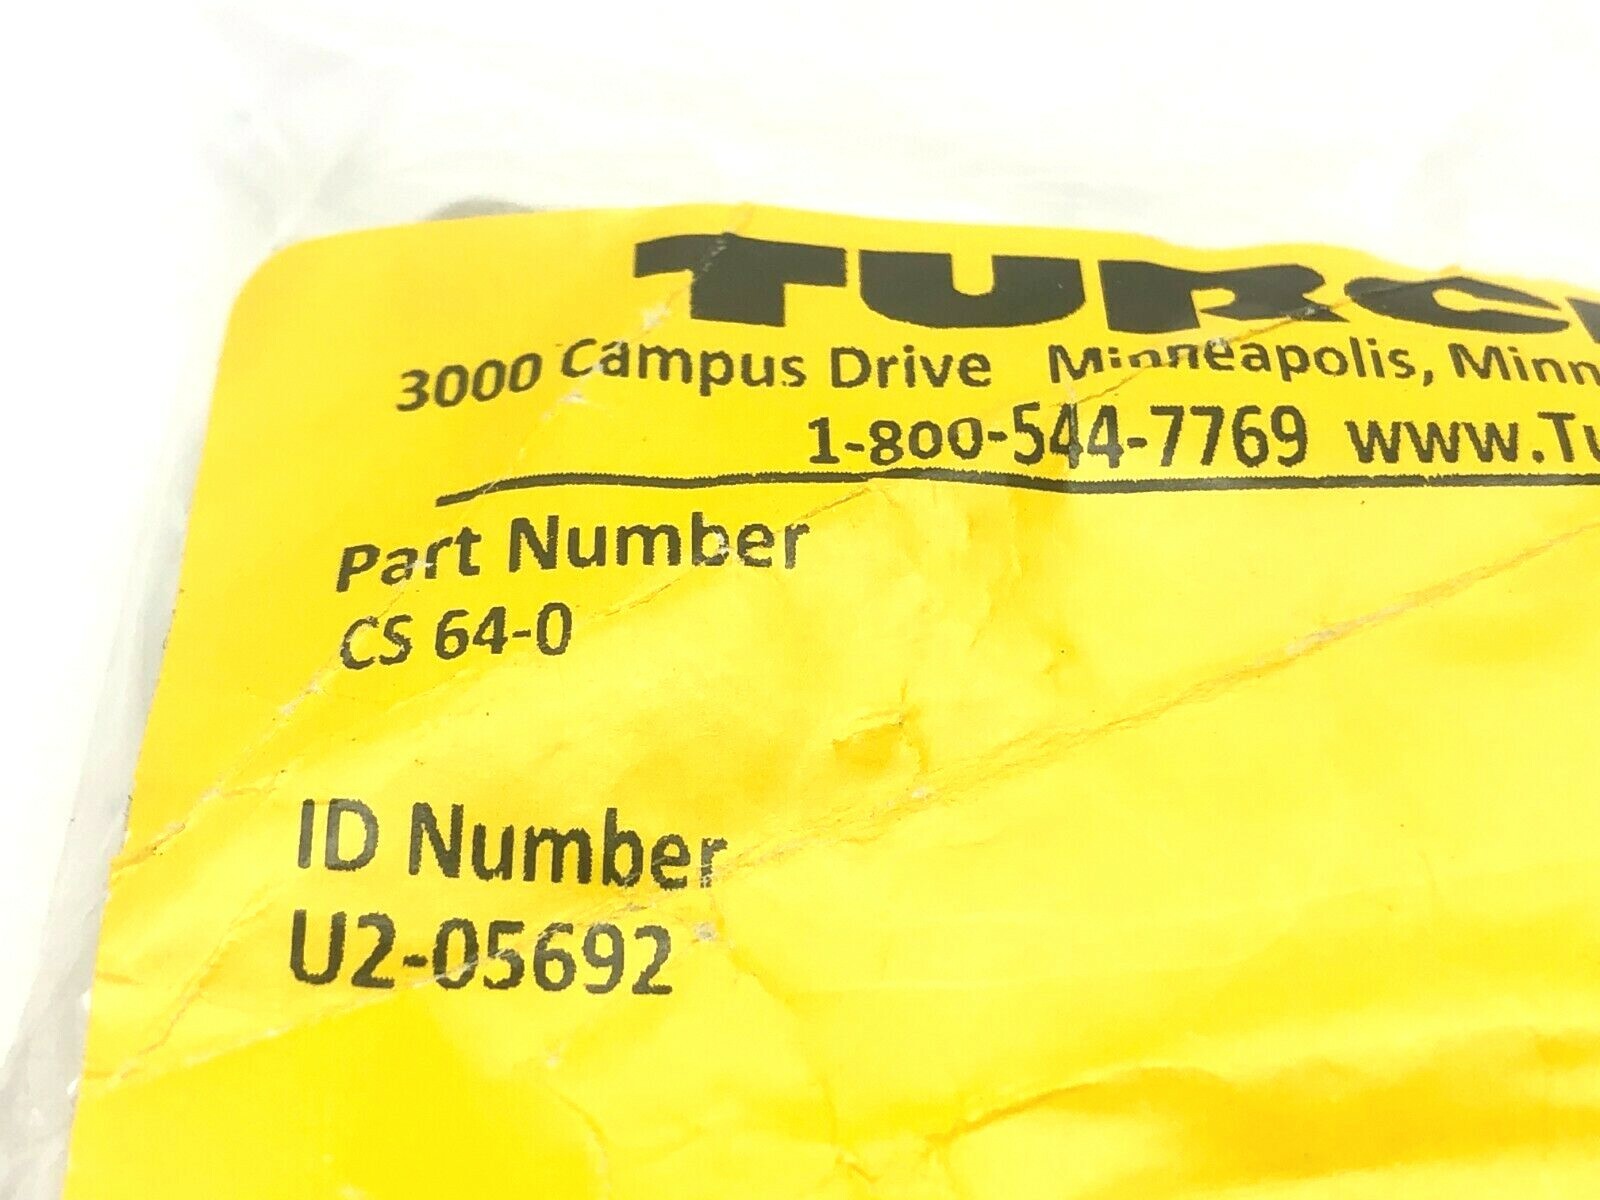 TURC
3000 Campus Drive Minneapolis, Minn
1-800-544-7769 www.Tu
Part Number
CS 64-0
ID Number
U2-05692